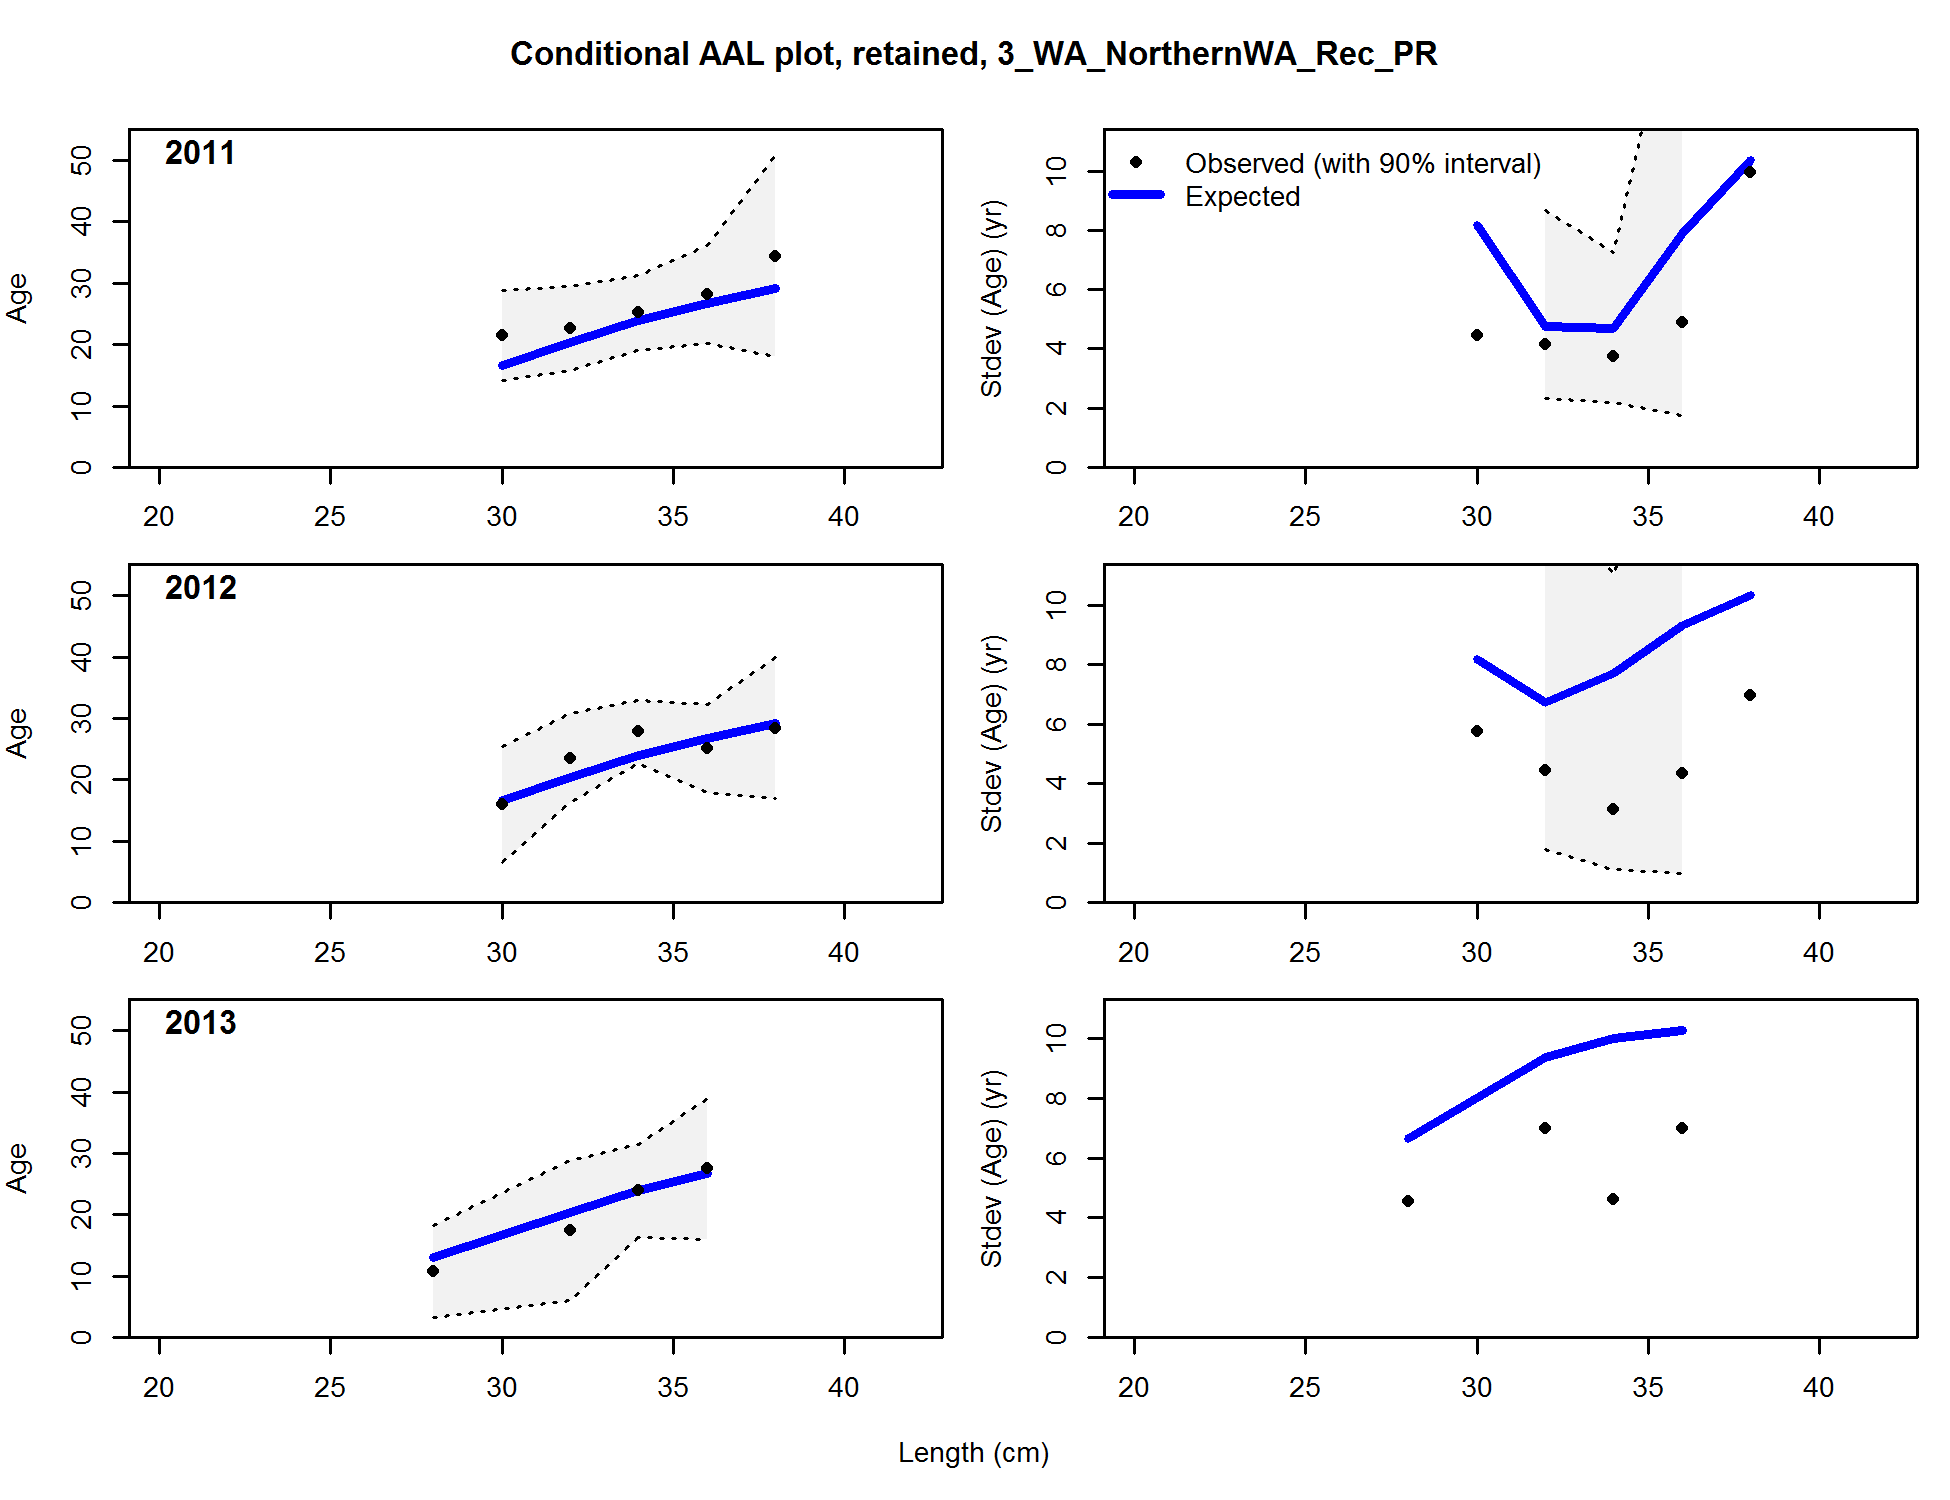 Conditional AAL plot, retained, 3_WA_NorthernWA_Rec_PR
2011
Age
0 10 20 30 40 50
20 25 30 35 40
Observed (with 90% interval)
Expected
Stdev (Age) (yr)
0 2 4 6 8 10
20 25 30 35 40
2012
Age
0 10 20 30 40 50
20 25 30 35 40
Stdev (Age) (yr)
0 2 4 6 8 10
20 25 30 35 40
2013
Age
0 10 20 30 40 50
20 25 30 35 40
Stdev (Age) (yr)
0 2 4 6 8 10
20 25 30 35 40
Length (cm)